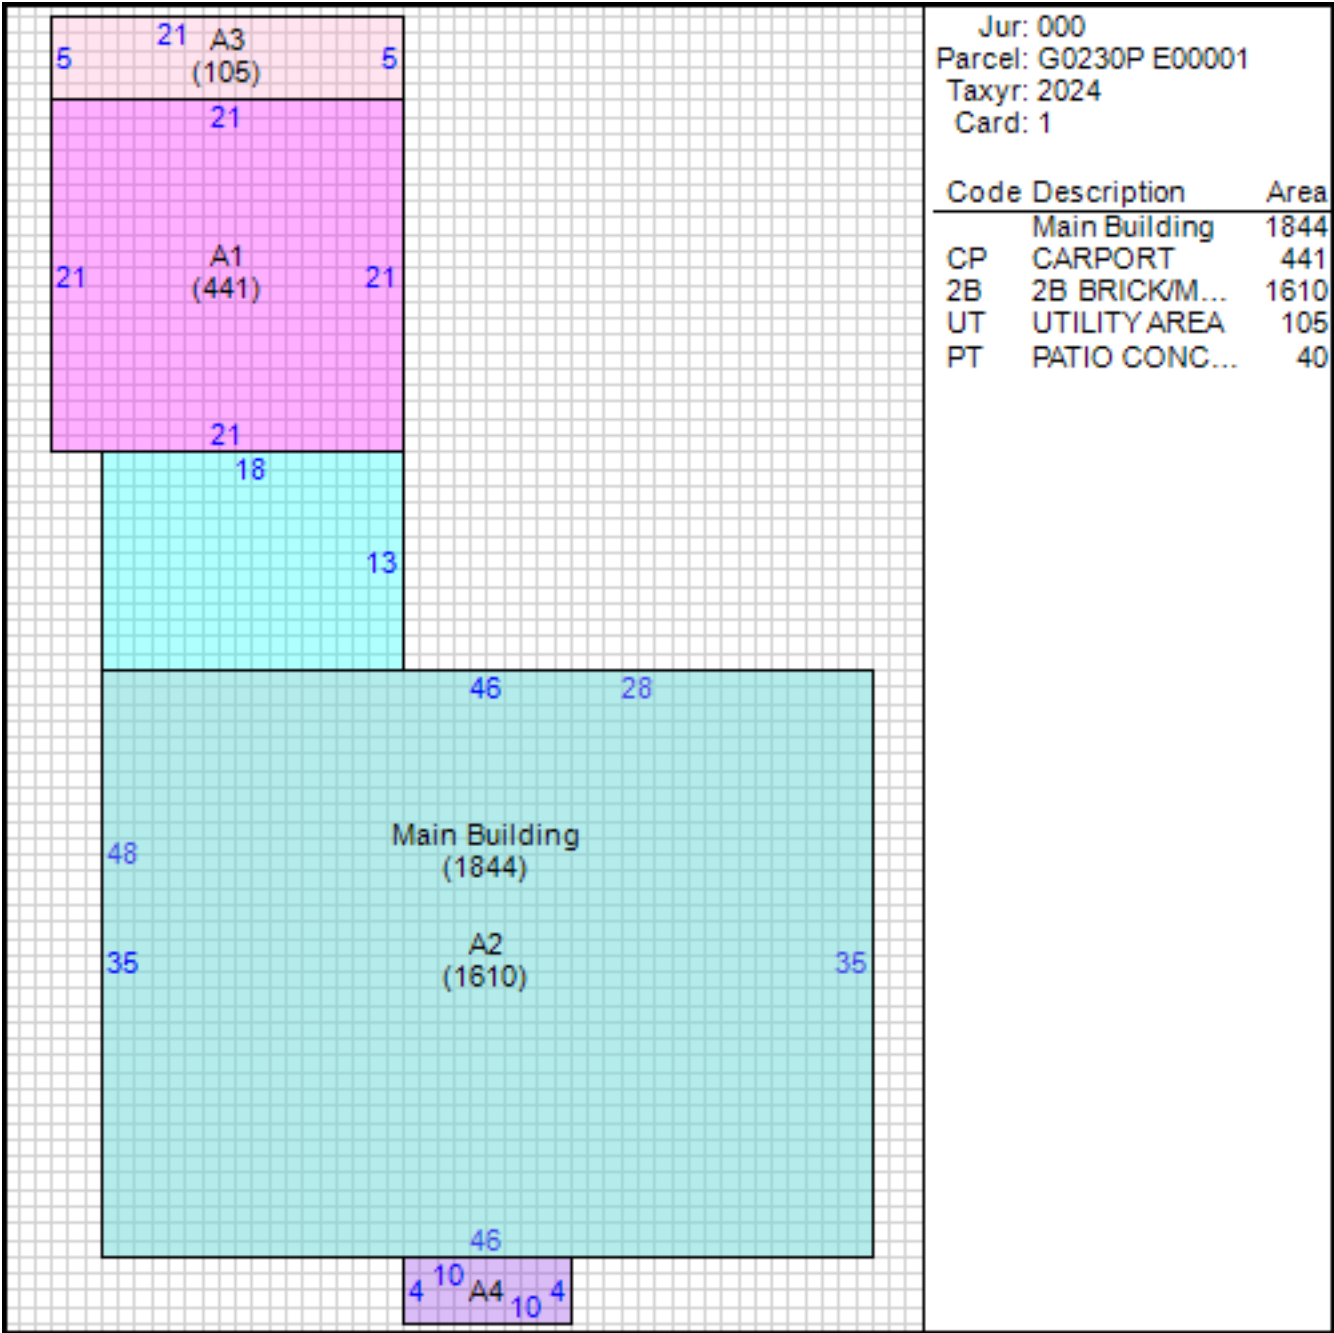 21
A3
5
5
(105)
21
A1
21
21
(441)
21
18
13
46
28
Main Building
48
(1844)
A2
35
35
(1610)
46
10
4
A4
4
10
Jur: 000
Parcel: G0230P E00001
Taxyr: 2024
Card: 1
Code Description Area
Main Building 1844
CP CARPORT 441
2B 2B BRICK/M... 1610
UT UTILITY AREA 105
PT PATIO CONC... 40